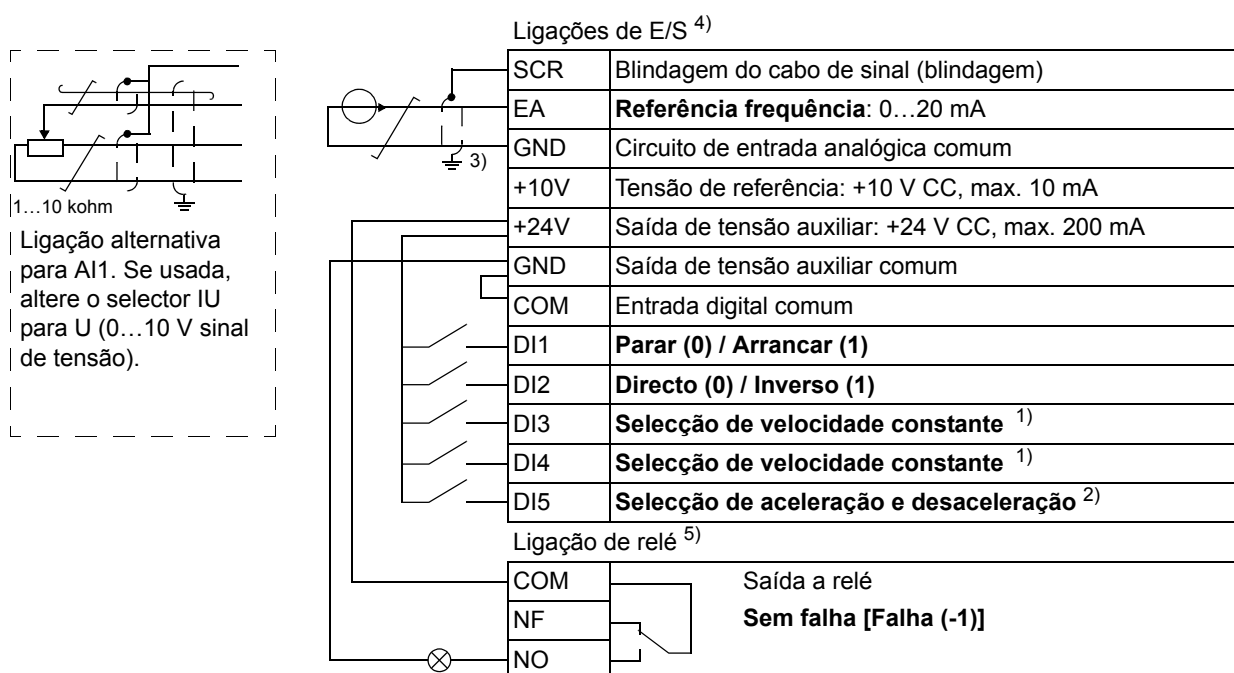 Ligações de E/S 4)
SCR Blindagem do cabo de sinal (blindagem)
EA Referência frequência: 0…20 mA
GND Circuito de entrada analógica comum
3)
+10V Tensão de referência: +10 V CC, max. 10 mA
+24V Saída de tensão auxiliar: +24 V CC, max. 200 mA
GND Saída de tensão auxiliar comum
COM Entrada digital comum
DI1 Parar (0) / Arrancar (1)
DI2 Directo (0) / Inverso (1)
DI3 Selecção de velocidade constante 1)
DI4 Selecção de velocidade constante 1)
DI5 Selecção de aceleração e desaceleração 2)
Ligação de relé 5)
COM Saída a relé
NF Sem falha [Falha (-1)]
NO
1…10 kohm
Ligação alternativa
para AI1. Se usada,
altere o selector IU
para U (0…10 V sinal
de tensão).